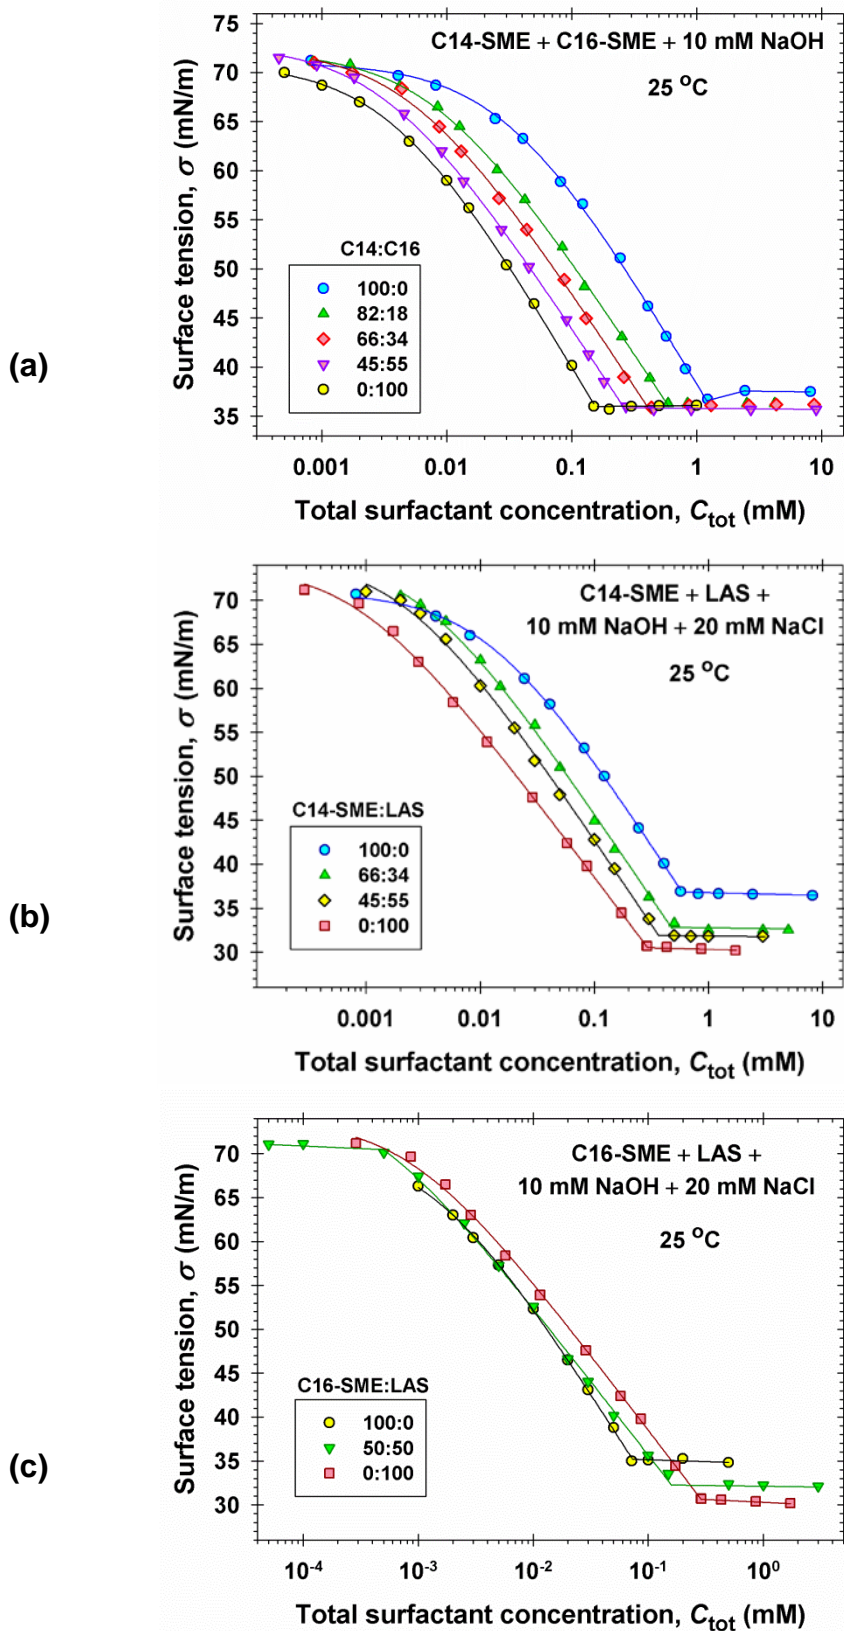 (a)
Surface tension, σ (mN/m)
75
70
65
60
55
50
45
40
35
C14-SME + C16-SME + 10 mM NaOH
25 °C
C14:C16
100:0
82:18
66:34
45:55
0:100
0.001 0.01 0.1 1 10
Total surfactant concentration, Ctot (mM)
(b)
Surface tension, σ (mN/m)
70
65
60
55
50
45
40
35
30
C14-SME + LAS +
10 mM NaOH + 20 mM NaCl
25 °C
C14-SME:LAS
100:0
66:34
45:55
0:100
0.001 0.01 0.1 1 10
Total surfactant concentration, Ctot (mM)
(c)
Surface tension, σ (mN/m)
70
65
60
55
50
45
40
35
30
C16-SME + LAS +
10 mM NaOH + 20 mM NaCl
25 °C
C16-SME:LAS
100:0
50:50
0:100
10⁻⁴ 10⁻³ 10⁻² 10⁻¹ 10⁰
Total surfactant concentration, Ctot (mM)